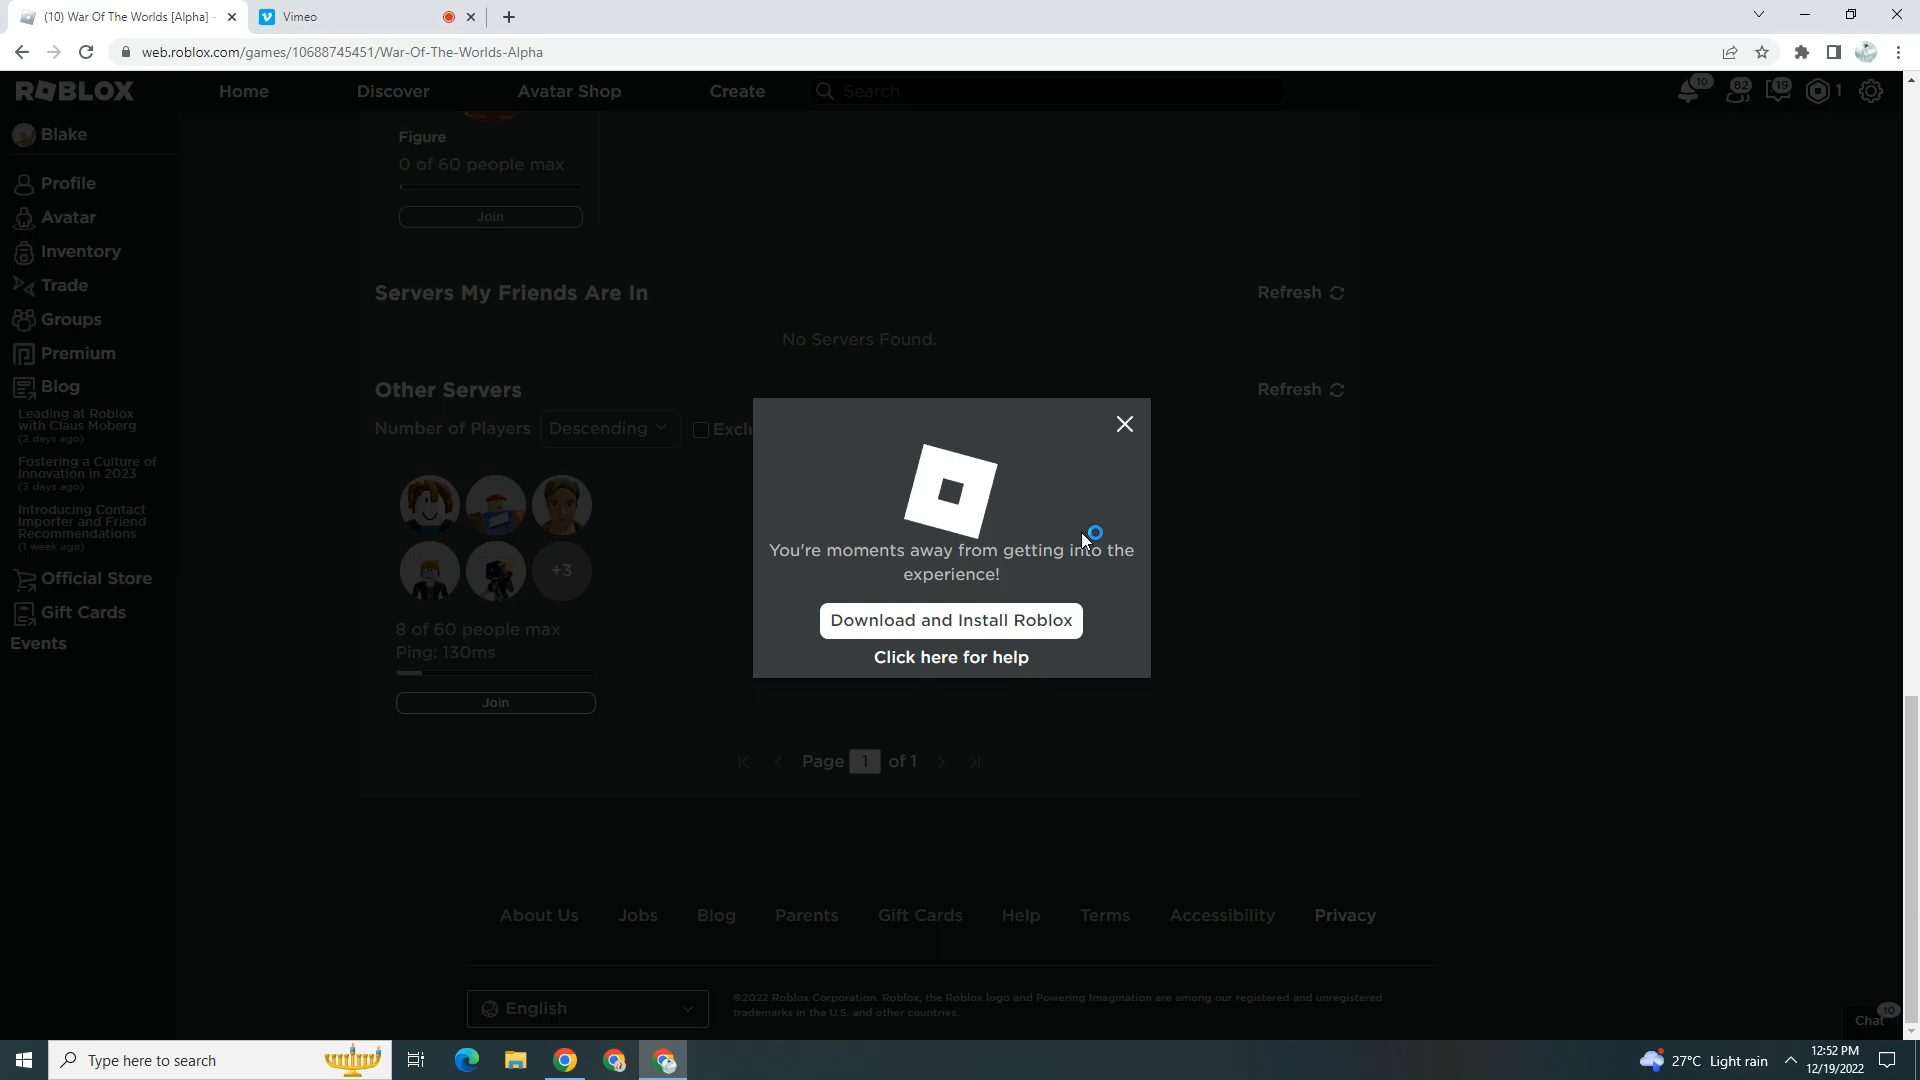 (10) War Of The Worlds [Alpha] -
Vimeo
web.roblox.com/games/10688745451/War-Of-The-Worlds-Alpha
ROBLOX
Home
Discover
Avatar Shop
Create
Search
10
82
19
1
Blake
Profile
Avatar
Inventory
Trade
Groups
Premium
Blog
Leading at Roblox
with Claus Moberg
(2 days ago)
Fostering a Culture of
Innovation in 2023
(3 days ago)
Introducing Contact
Importer and Friend
Recommendations
(1 week ago)
Official Store
Gift Cards
Events
Figure
0 of 60 people max
Join
Servers My Friends Are In
Refresh
No Servers Found.
Other Servers
Refresh
Number of Players
Descending
Exclu
+3
8 of 60 people max
Ping: 130ms
Join
You're moments away from getting into the
experience!
Download and Install Roblox
Click here for help
Page 1 of 1
About Us
Jobs
Blog
Parents
Gift Cards
Help
Terms
Accessibility
Privacy
English
©2022 Roblox Corporation. Roblox, the Roblox logo and Powering Imagination are among our registered and unregistered
trademarks in the U.S. and other countries.
Chat
10
Type here to search
27°C Light rain
12:52 PM
12/19/2022